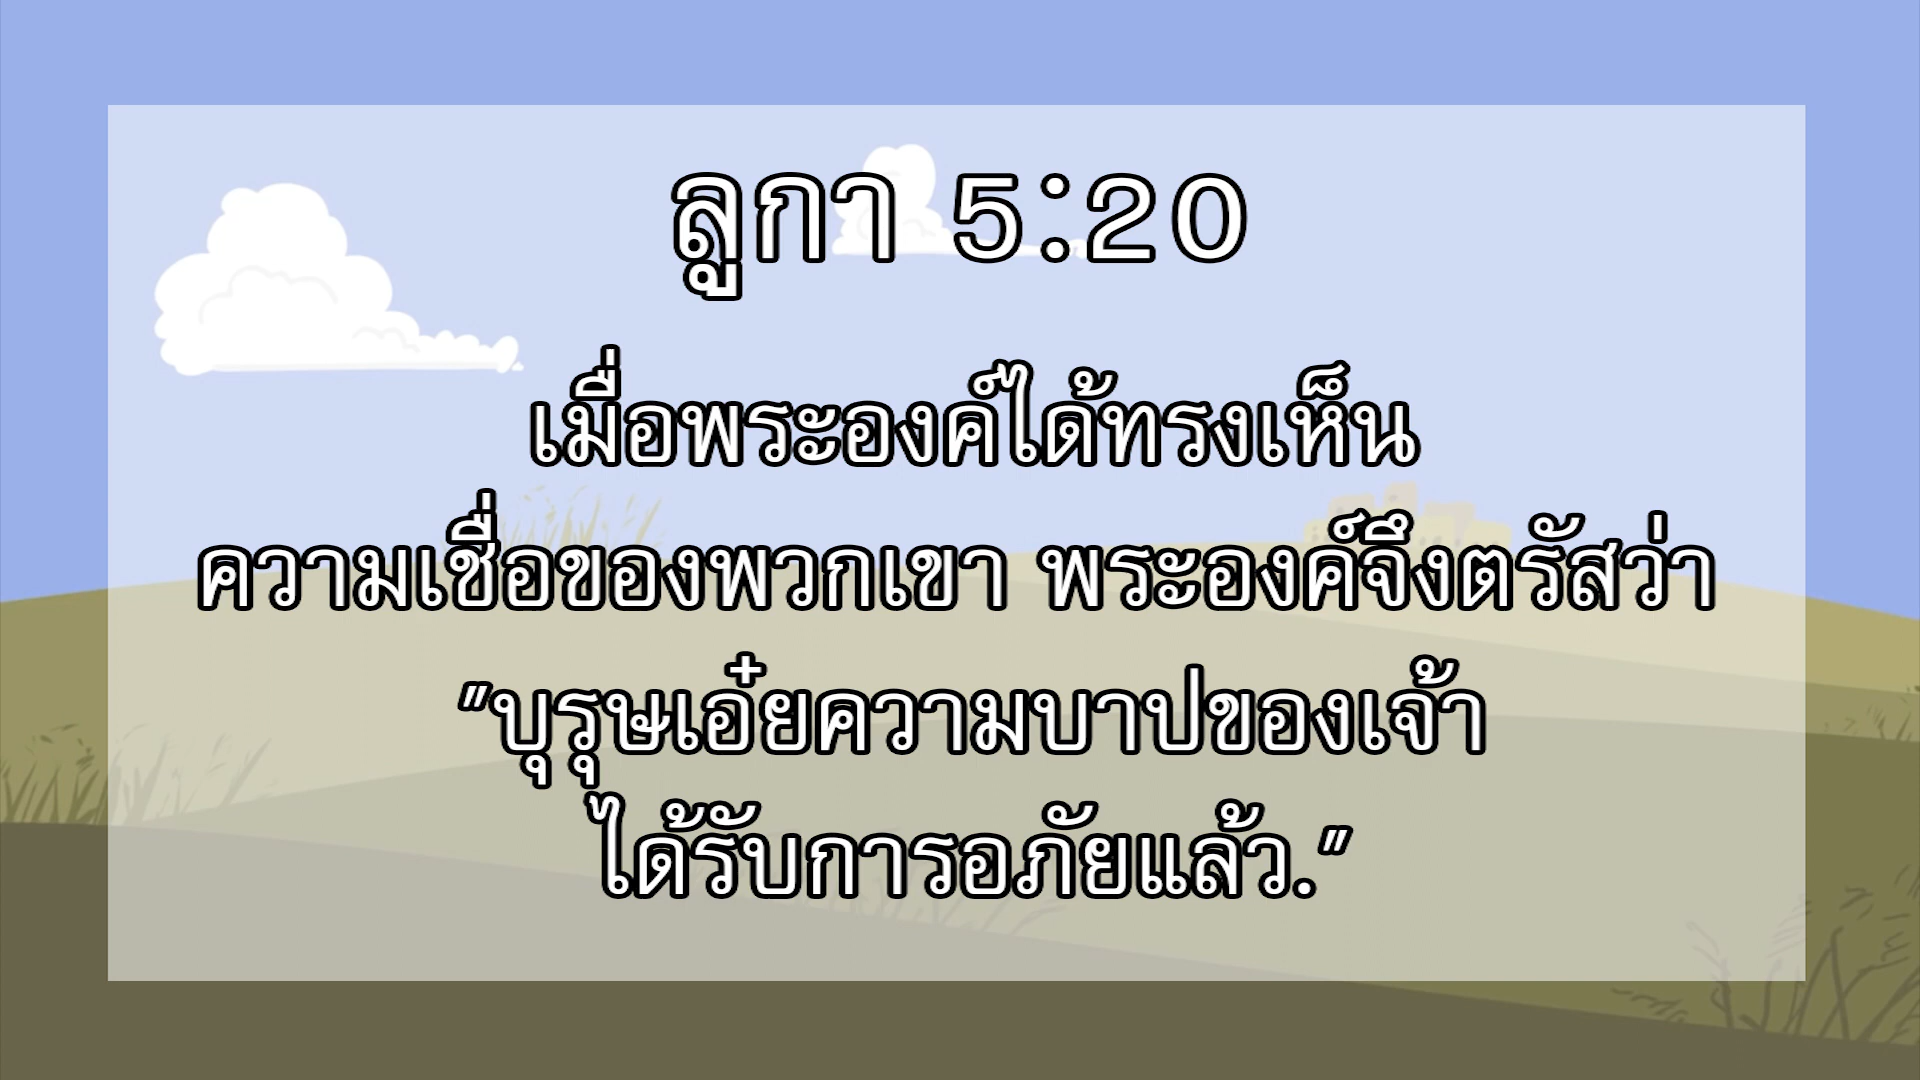 ลูกา 5:20
เมื่อพระองค์ได้ทรงเห็น
ความเชื่อของพวกเขา พระองค์จึงตรัสว่า
"บุรุษเอ๋ยความบาปของเจ้า
ได้รับการอภัยแล้ว."